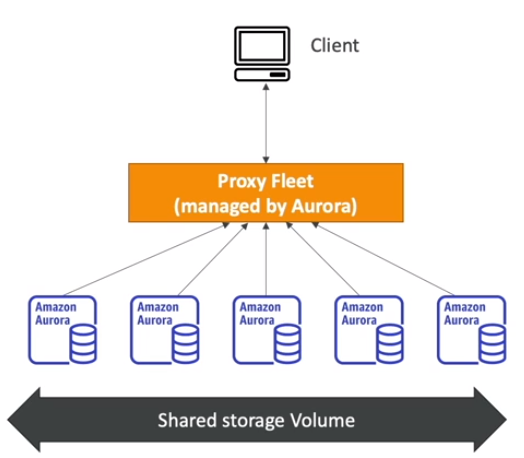 Client
Proxy Fleet
(managed by Aurora)
Amazon
Aurora
Amazon
Aurora
Amazon
Aurora
Amazon
Aurora
Amazon
Aurora
Shared storage Volume